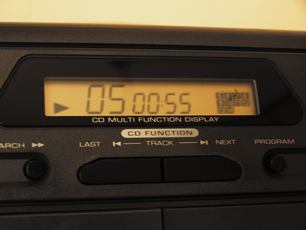 05 00:55
CD MULTI FUNCTION DISPLAY
CD FUNCTION
ARCH LAST TRACK NEXT PROGRAM